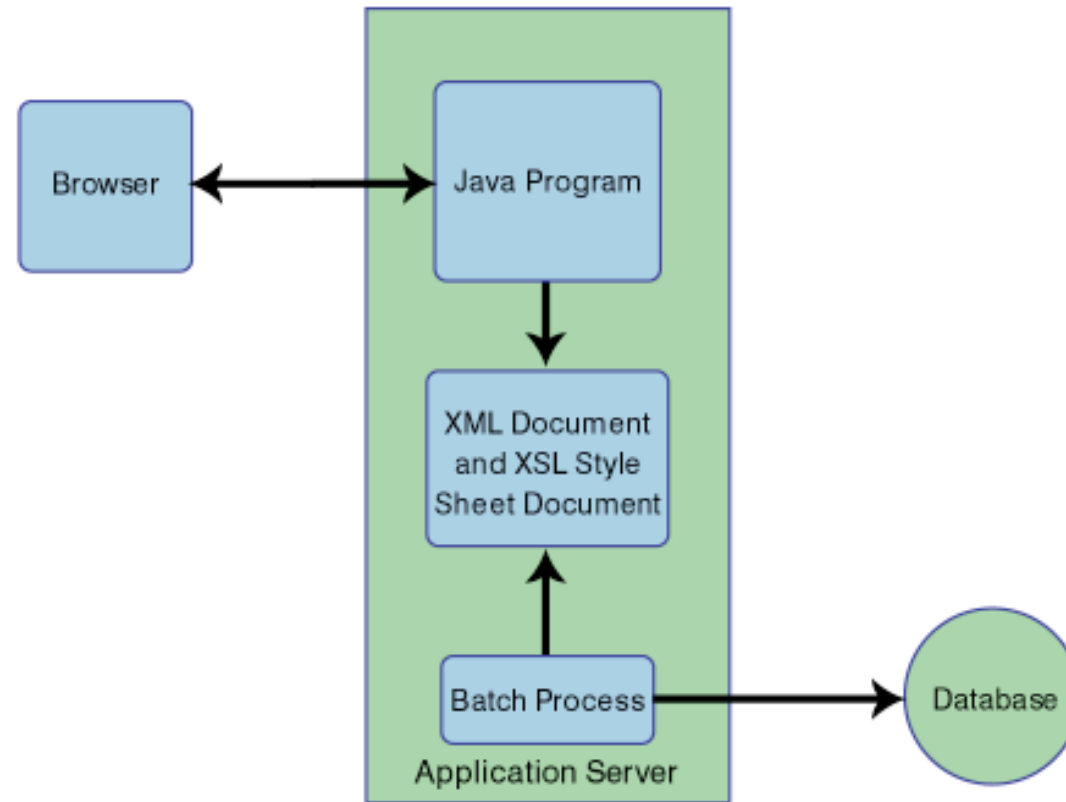 Browser
Java Program
XML Document
and XSL Style
Sheet Document
Batch Process
Database
Application Server